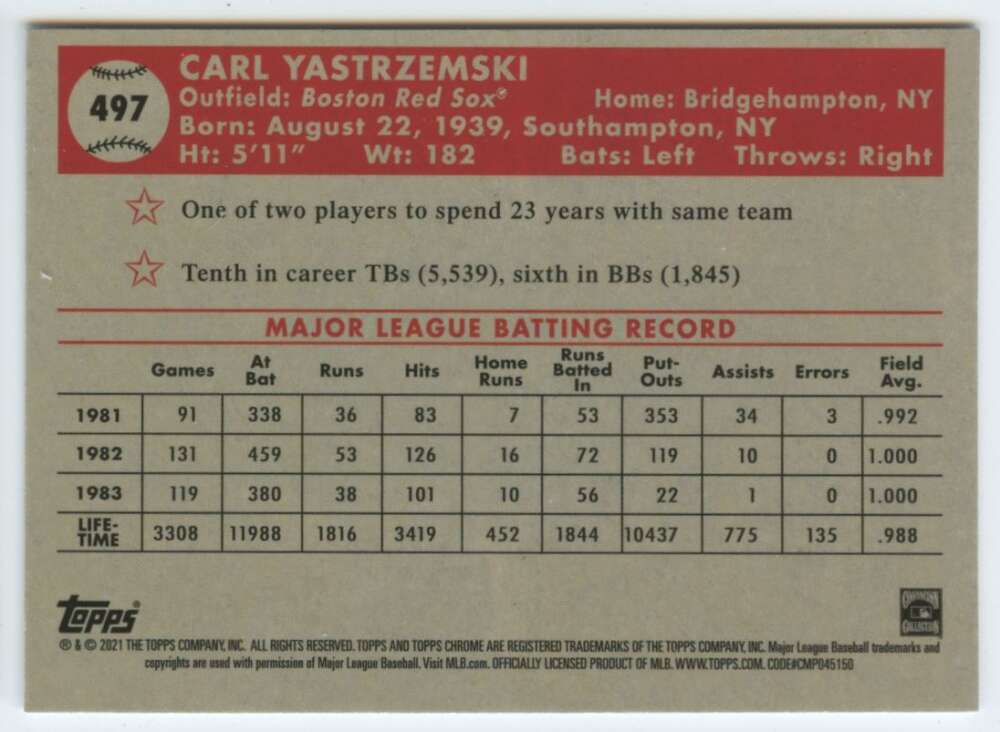 497
CARL YASTRZEMSKI
Outfield: Boston Red Sox® Home: Bridgehampton, NY
Born: August 22, 1939, Southampton, NY
Ht: 5'11" Wt: 182 Bats: Left Throws: Right
One of two players to spend 23 years with same team
Tenth in career TBs (5,539), sixth in BBs (1,845)
MAJOR LEAGUE BATTING RECORD
Games At Bat Runs Hits Home Runs Runs Batted In Put-Outs Assists Errors Field Avg.
1981 91 338 36 83 7 53 353 34 3 .992
1982 131 459 53 126 16 72 119 10 0 1.000
1983 119 380 38 101 10 56 22 1 0 1.000
LIFE-TIME 3308 11988 1816 3419 452 1844 10437 775 135 .988
Topps®
COOPERSTOWN COLLECTION
® & © 2021 THE TOPPS COMPANY, INC. ALL RIGHTS RESERVED. TOPPS AND TOPPS CHROME ARE REGISTERED TRADEMARKS OF THE TOPPS COMPANY, INC. Major League Baseball trademarks and
copyrights are used with permission of Major League Baseball. Visit MLB.com. OFFICIALLY LICENSED PRODUCT OF MLB. WWW.TOPPS.COM. CODE#CMP045150